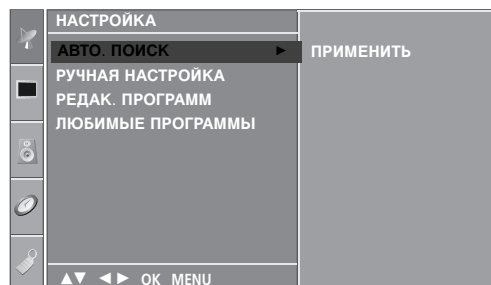 НАСТРОЙКА
АВТО. ПОИСК ►
ПРИМЕНИТЬ
РУЧНАЯ НАСТРОЙКА
РЕДАК. ПРОГРАММ
ЛЮБИМЫЕ ПРОГРАММЫ
▲▼ ◄► OK MENU